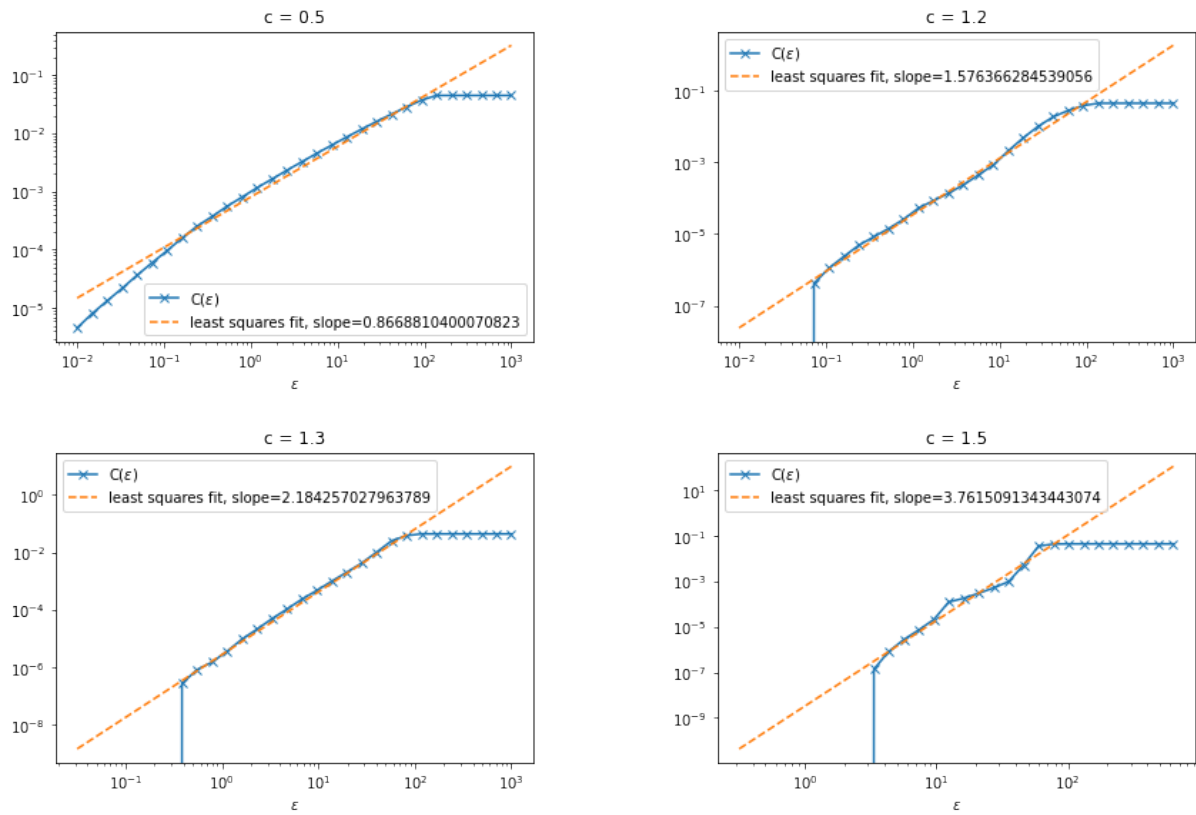 c = 0.5
10⁻¹
10⁻²
10⁻³
10⁻⁴
10⁻⁵
C(ε)
least squares fit, slope=0.8668810400070823
10⁻² 10⁻¹ 10⁰ 10¹ 10² 10³
ε
c = 1.2
C(ε)
least squares fit, slope=1.576366284539056
10⁻¹
10⁻³
10⁻⁵
10⁻⁷
10⁻² 10⁻¹ 10⁰ 10¹ 10² 10³
ε
c = 1.3
C(ε)
least squares fit, slope=2.184257027963789
10⁰
10⁻²
10⁻⁴
10⁻⁶
10⁻⁸
10⁻¹ 10⁰ 10¹ 10² 10³
ε
c = 1.5
C(ε)
least squares fit, slope=3.7615091343443074
10¹
10⁻¹
10⁻³
10⁻⁵
10⁻⁷
10⁻⁹
10⁰ 10¹ 10²
ε